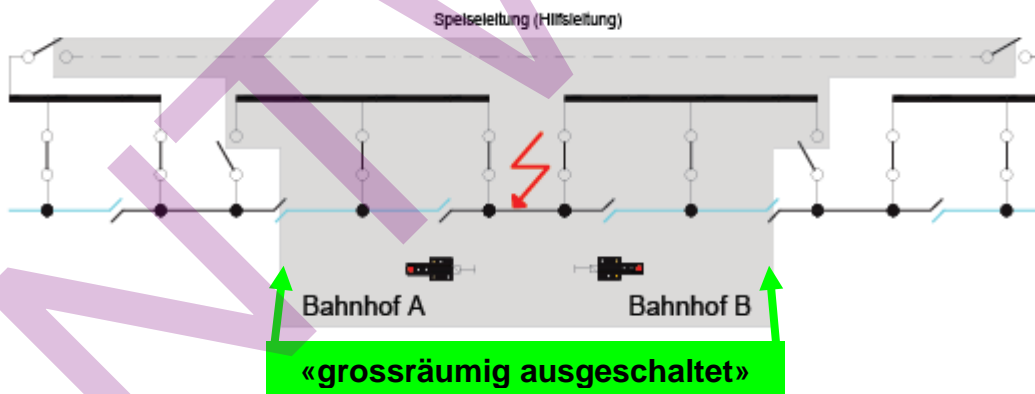 Speiseleitung (Hilfsleitung)
Bahnhof A
Bahnhof B
«grossräumig ausgeschaltet»